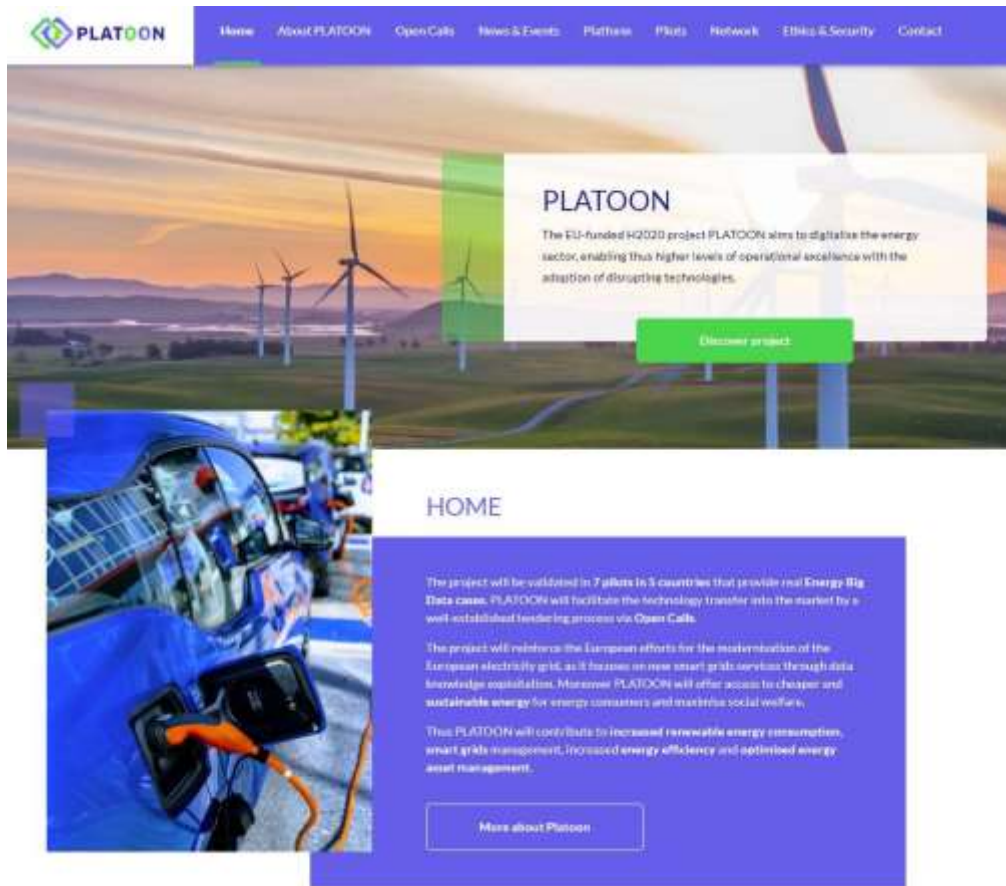 PLATOON
Home About PLATOON Open Calls News & Events Platform Pilots Network Ethics & Security Contact
PLATOON
The EU-funded H2020 project PLATOON aims to digitalise the energy
sector, enabling thus higher levels of operational excellence with the
adoption of disrupting technologies.
Discover project
HOME
The project will be validated in 7 pilots in 5 countries that provide real Energy Big
Data cases. PLATOON will facilitate the technology transfer into the market by a
well-established tendering process via Open Calls.
The project will reinforce the European efforts for the modernisation of the
European electricity grid, as it focuses on new smart grids services through data
knowledge exploitation. Moreover PLATOON will offer access to cheaper and
sustainable energy for energy consumers and maximise social welfare.
Thus PLATOON will contribute to increased renewable energy consumption,
smart grids management, increased energy efficiency and optimised energy
asset management.
More about Platoon